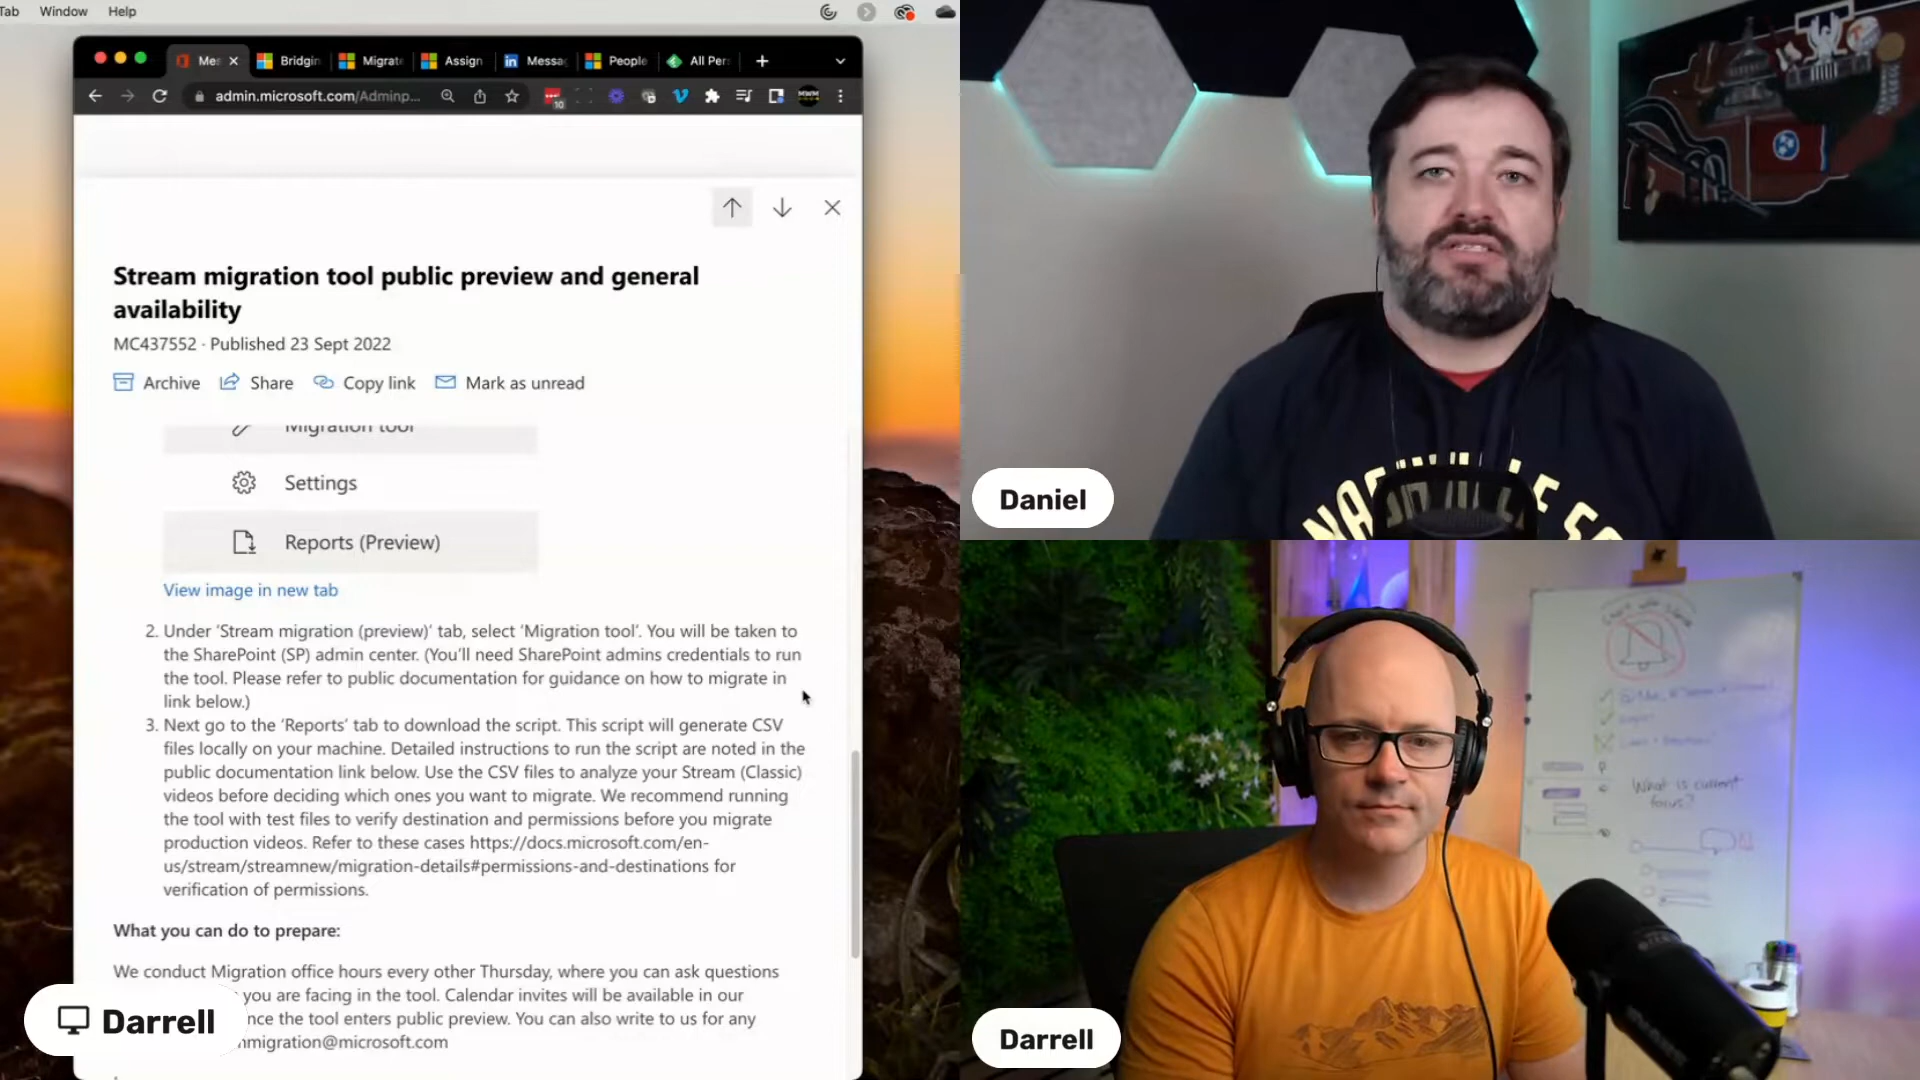 Tab Window Help
Mes Bridgin Migrat Assign Messa People All Per
admin.microsoft.com/Adminp...
10
Stream migration tool public preview and general
availability
MC437552 · Published 23 Sept 2022
Archive Share Copy link Mark as unread
Migration tool
Settings
Reports (Preview)
View image in new tab
2. Under ‘Stream migration (preview)’ tab, select ‘Migration tool’. You will be taken to
the SharePoint (SP) admin center. (You’ll need SharePoint admins credentials to run
the tool. Please refer to public documentation for guidance on how to migrate in
link below.)
3. Next go to the ‘Reports’ tab to download the script. This script will generate CSV
files locally on your machine. Detailed instructions to run the script are noted in the
public documentation link below. Use the CSV files to analyze your Stream (Classic)
videos before deciding which ones you want to migrate. We recommend running
the tool with test files to verify destination and permissions before you migrate
production videos. Refer to these cases https://docs.microsoft.com/en-
us/stream/streamnew/migration-details#permissions-and-destinations for
verification of permissions.
What you can do to prepare:
We conduct Migration office hours every other Thursday, where you can ask questions
you are facing in the tool. Calendar invites will be available in our
nce the tool enters public preview. You can also write to us for any
nmigration@microsoft.com
Darrell
Daniel
What is current
focus?
Darrell